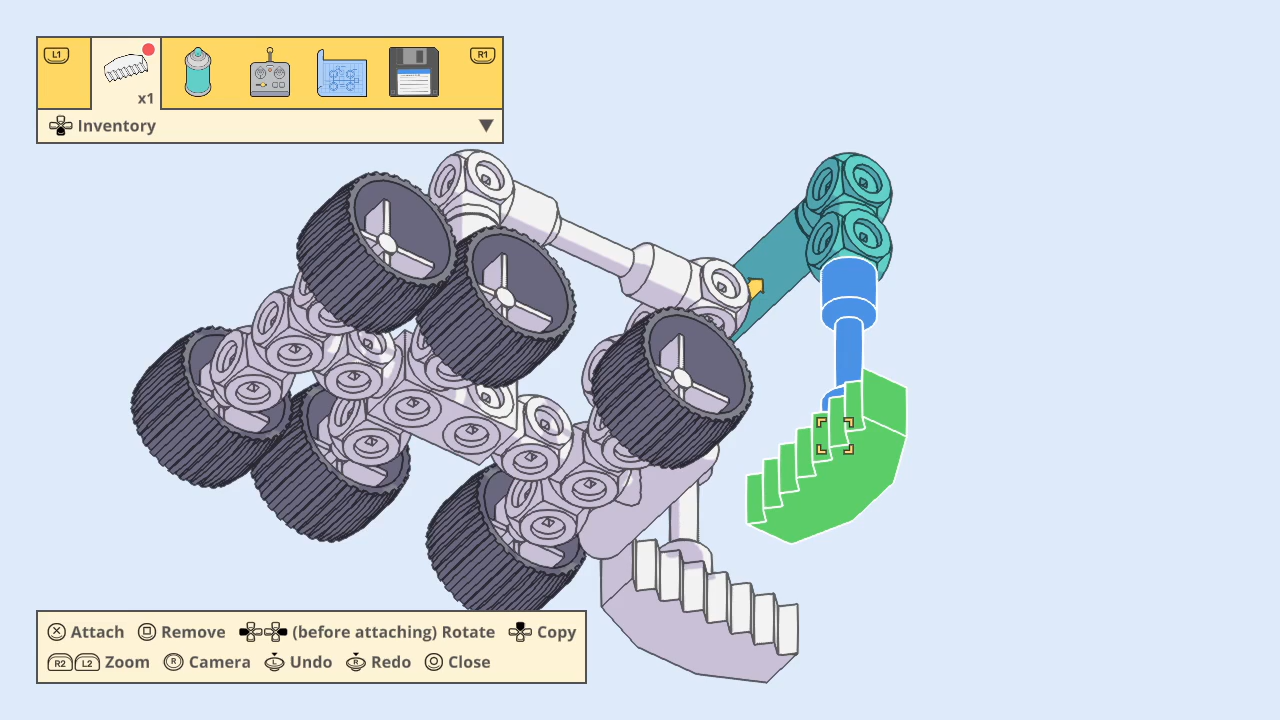 L1
x1
R1
Inventory
Attach Remove (before attaching) Rotate Copy
R2 L2 Zoom R Camera L Undo R Redo Close